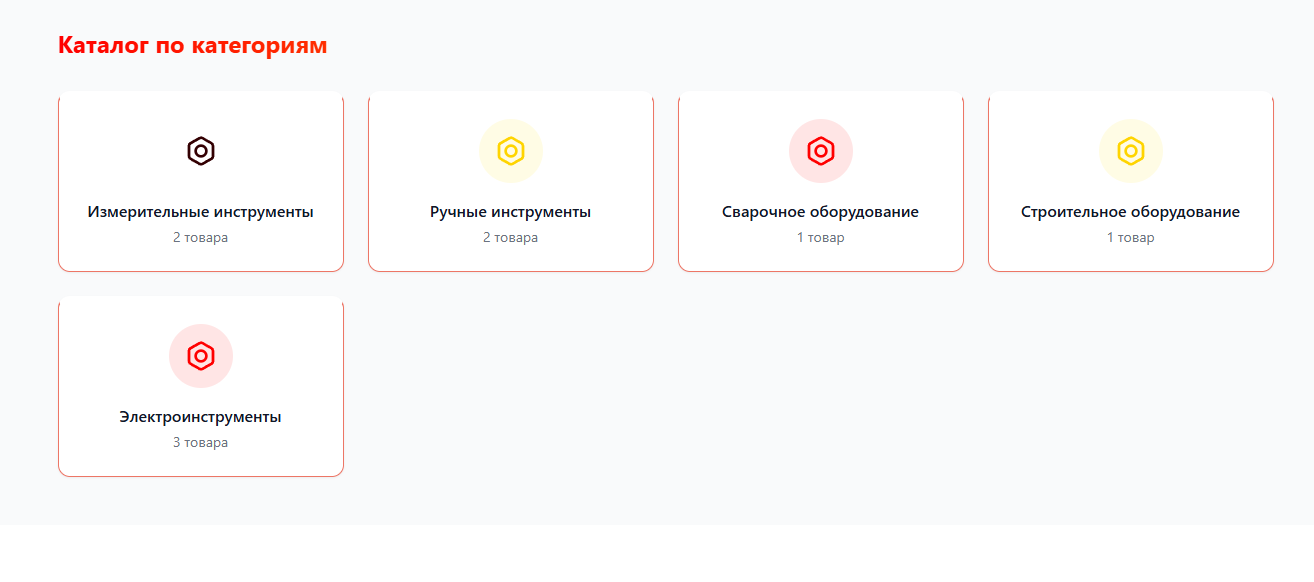 Каталог по категориям
Измерительные инструменты
2 товара
Ручные инструменты
2 товара
Сварочное оборудование
1 товар
Строительное оборудование
1 товар
Электроинструменты
3 товара